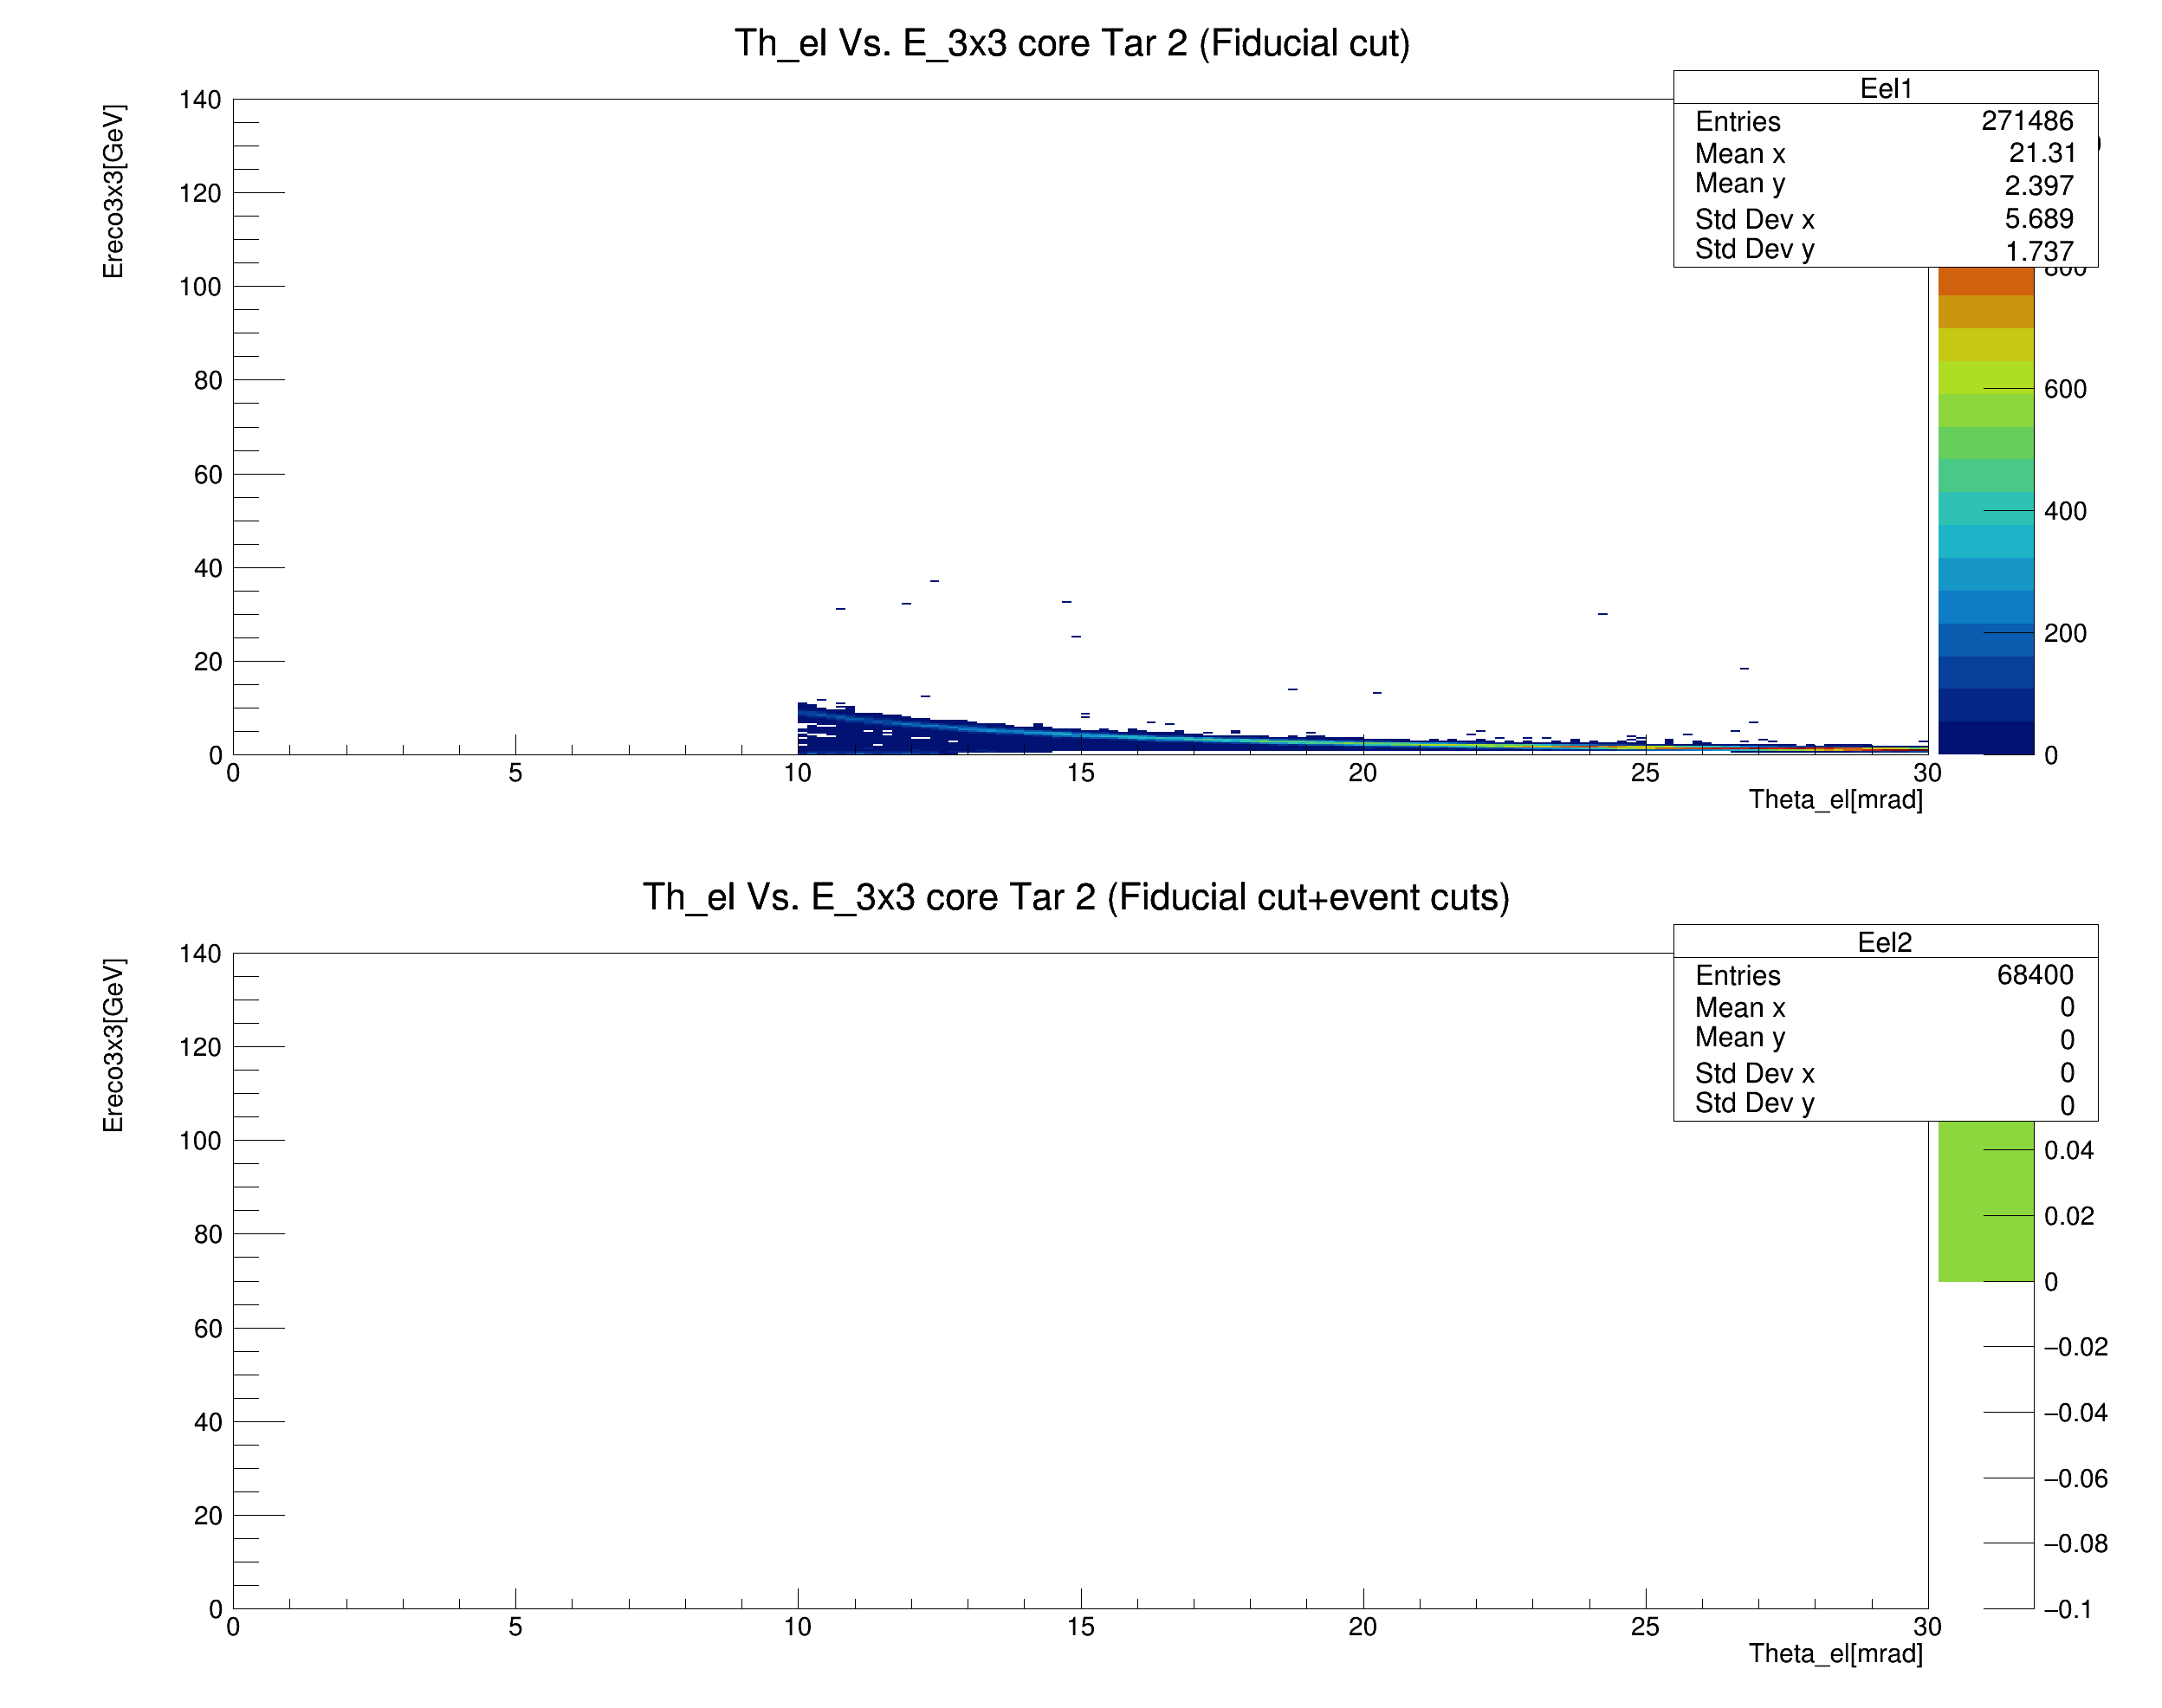 Th_el Vs. E_3x3 core Tar 2 (Fiducial cut)
Ereco3x3[GeV]
140
120
100
80
60
40
20
0
0 5 10 15 20 25 30
Theta_el[mrad]
Eel1
Entries 271486
Mean x 21.31
Mean y 2.397
Std Dev x 5.689
Std Dev y 1.737
800
600
400
200
0
Th_el Vs. E_3x3 core Tar 2 (Fiducial cut+event cuts)
Ereco3x3[GeV]
140
120
100
80
60
40
20
0
0 5 10 15 20 25 30
Theta_el[mrad]
Eel2
Entries 68400
Mean x 0
Mean y 0
Std Dev x 0
Std Dev y 0
0.04
0.02
0
−0.02
−0.04
−0.06
−0.08
−0.1